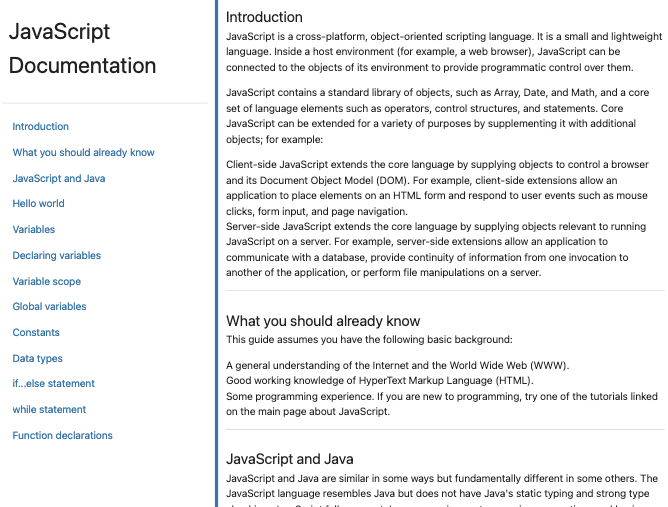 JavaScript
Documentation
Introduction
What you should already know
JavaScript and Java
Hello world
Variables
Declaring variables
Variable scope
Global variables
Constants
Data types
if...else statement
while statement
Function declarations
Introduction
JavaScript is a cross-platform, object-oriented scripting language. It is a small and lightweight
language. Inside a host environment (for example, a web browser), JavaScript can be
connected to the objects of its environment to provide programmatic control over them.
JavaScript contains a standard library of objects, such as Array, Date, and Math, and a core
set of language elements such as operators, control structures, and statements. Core
JavaScript can be extended for a variety of purposes by supplementing it with additional
objects; for example:
Client-side JavaScript extends the core language by supplying objects to control a browser
and its Document Object Model (DOM). For example, client-side extensions allow an
application to place elements on an HTML form and respond to user events such as mouse
clicks, form input, and page navigation.
Server-side JavaScript extends the core language by supplying objects relevant to running
JavaScript on a server. For example, server-side extensions allow an application to
communicate with a database, provide continuity of information from one invocation to
another of the application, or perform file manipulations on a server.
What you should already know
This guide assumes you have the following basic background:
A general understanding of the Internet and the World Wide Web (WWW).
Good working knowledge of HyperText Markup Language (HTML).
Some programming experience. If you are new to programming, try one of the tutorials linked
on the main page about JavaScript.
JavaScript and Java
JavaScript and Java are similar in some ways but fundamentally different in some others. The
JavaScript language resembles Java but does not have Java's static typing and strong type